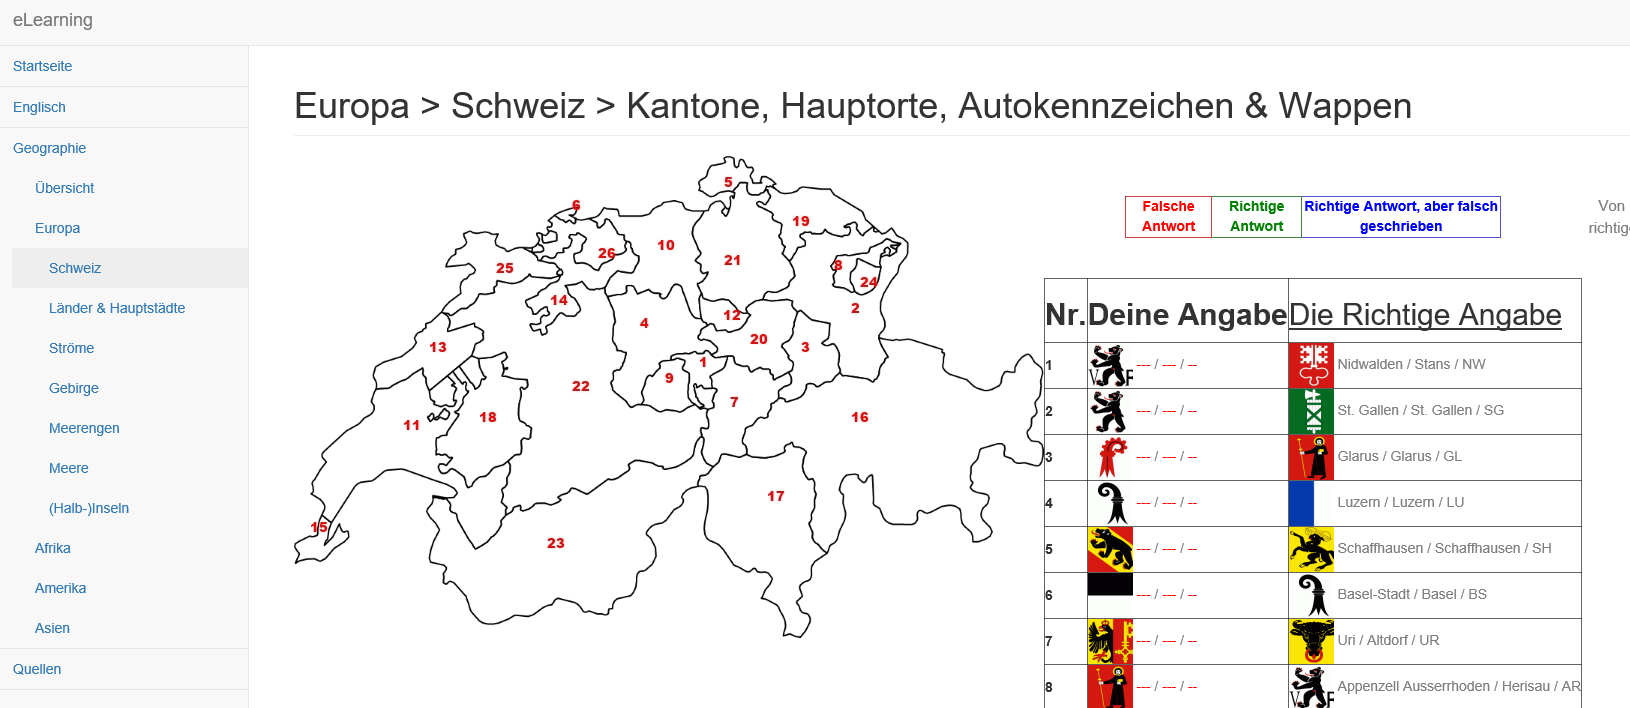 eLearning
Startseite
Englisch
Geographie
Übersicht
Europa
Schweiz
Länder & Hauptstädte
Ströme
Gebirge
Meerengen
Meere
(Halb-)Inseln
Afrika
Amerika
Asien
Quellen
Europa > Schweiz > Kantone, Hauptorte, Autokennzeichen & Wappen
5
6
19
10
26
21
25
8
24
14
2
12
4
20
13
3
1
9
22
7
18
11
16
17
15
23
Falsche Antwort
Richtige Antwort
Richtige Antwort, aber falsch geschrieben
Von
richtig
Nr. Deine Angabe Die Richtige Angabe
1 V R --- / --- / -- Nidwalden / Stans / NW
2 --- / --- / -- St. Gallen / St. Gallen / SG
3 --- / --- / -- Glarus / Glarus / GL
4 --- / --- / -- Luzern / Luzern / LU
5 --- / --- / -- Schaffhausen / Schaffhausen / SH
6 --- / --- / -- Basel-Stadt / Basel / BS
7 --- / --- / -- Uri / Altdorf / UR
8 --- / --- / -- V R Appenzell Ausserrhoden / Herisau / AR